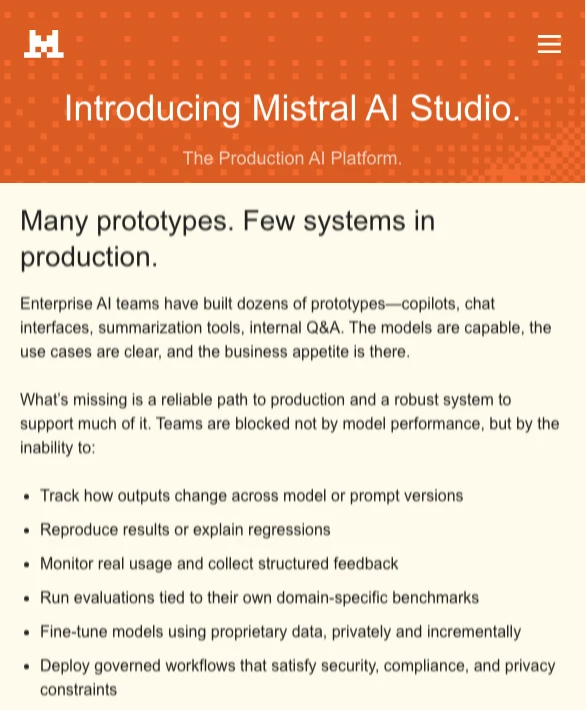 Introducing Mistral AI Studio.
The Production AI Platform.
Many prototypes. Few systems in
production.
Enterprise AI teams have built dozens of prototypes—copilots, chat
interfaces, summarization tools, internal Q&A. The models are capable, the
use cases are clear, and the business appetite is there.
What's missing is a reliable path to production and a robust system to
support much of it. Teams are blocked not by model performance, but by the
inability to:
• Track how outputs change across model or prompt versions
• Reproduce results or explain regressions
• Monitor real usage and collect structured feedback
• Run evaluations tied to their own domain-specific benchmarks
• Fine-tune models using proprietary data, privately and incrementally
• Deploy governed workflows that satisfy security, compliance, and privacy
constraints